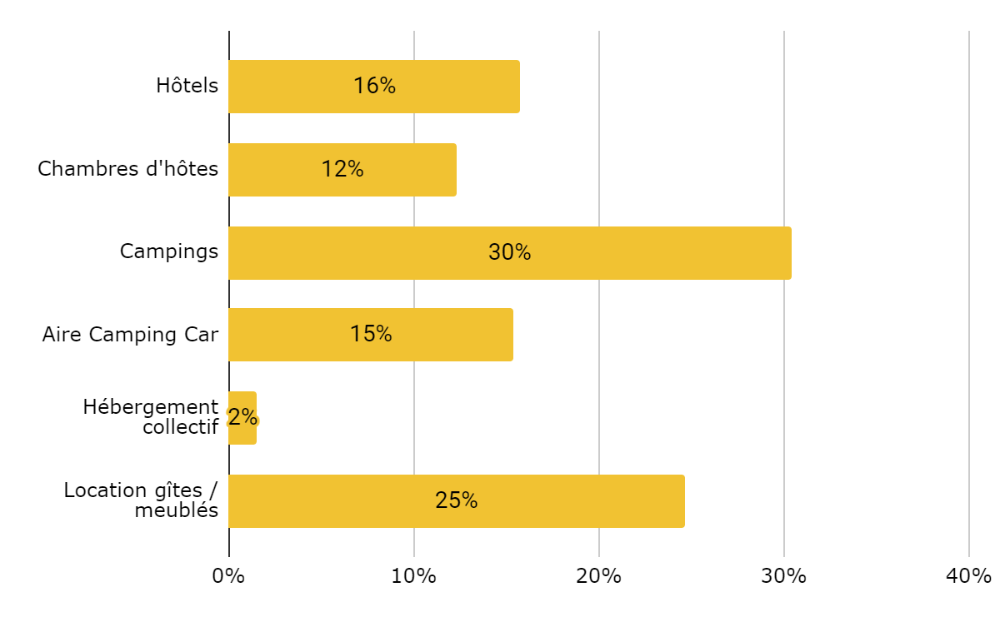 Hôtels
16%
Chambres d'hôtes
12%
Campings
30%
Aire Camping Car
15%
Hébergement
collectif
2%
Location gîtes /
meublés
25%
0%
10%
20%
30%
40%